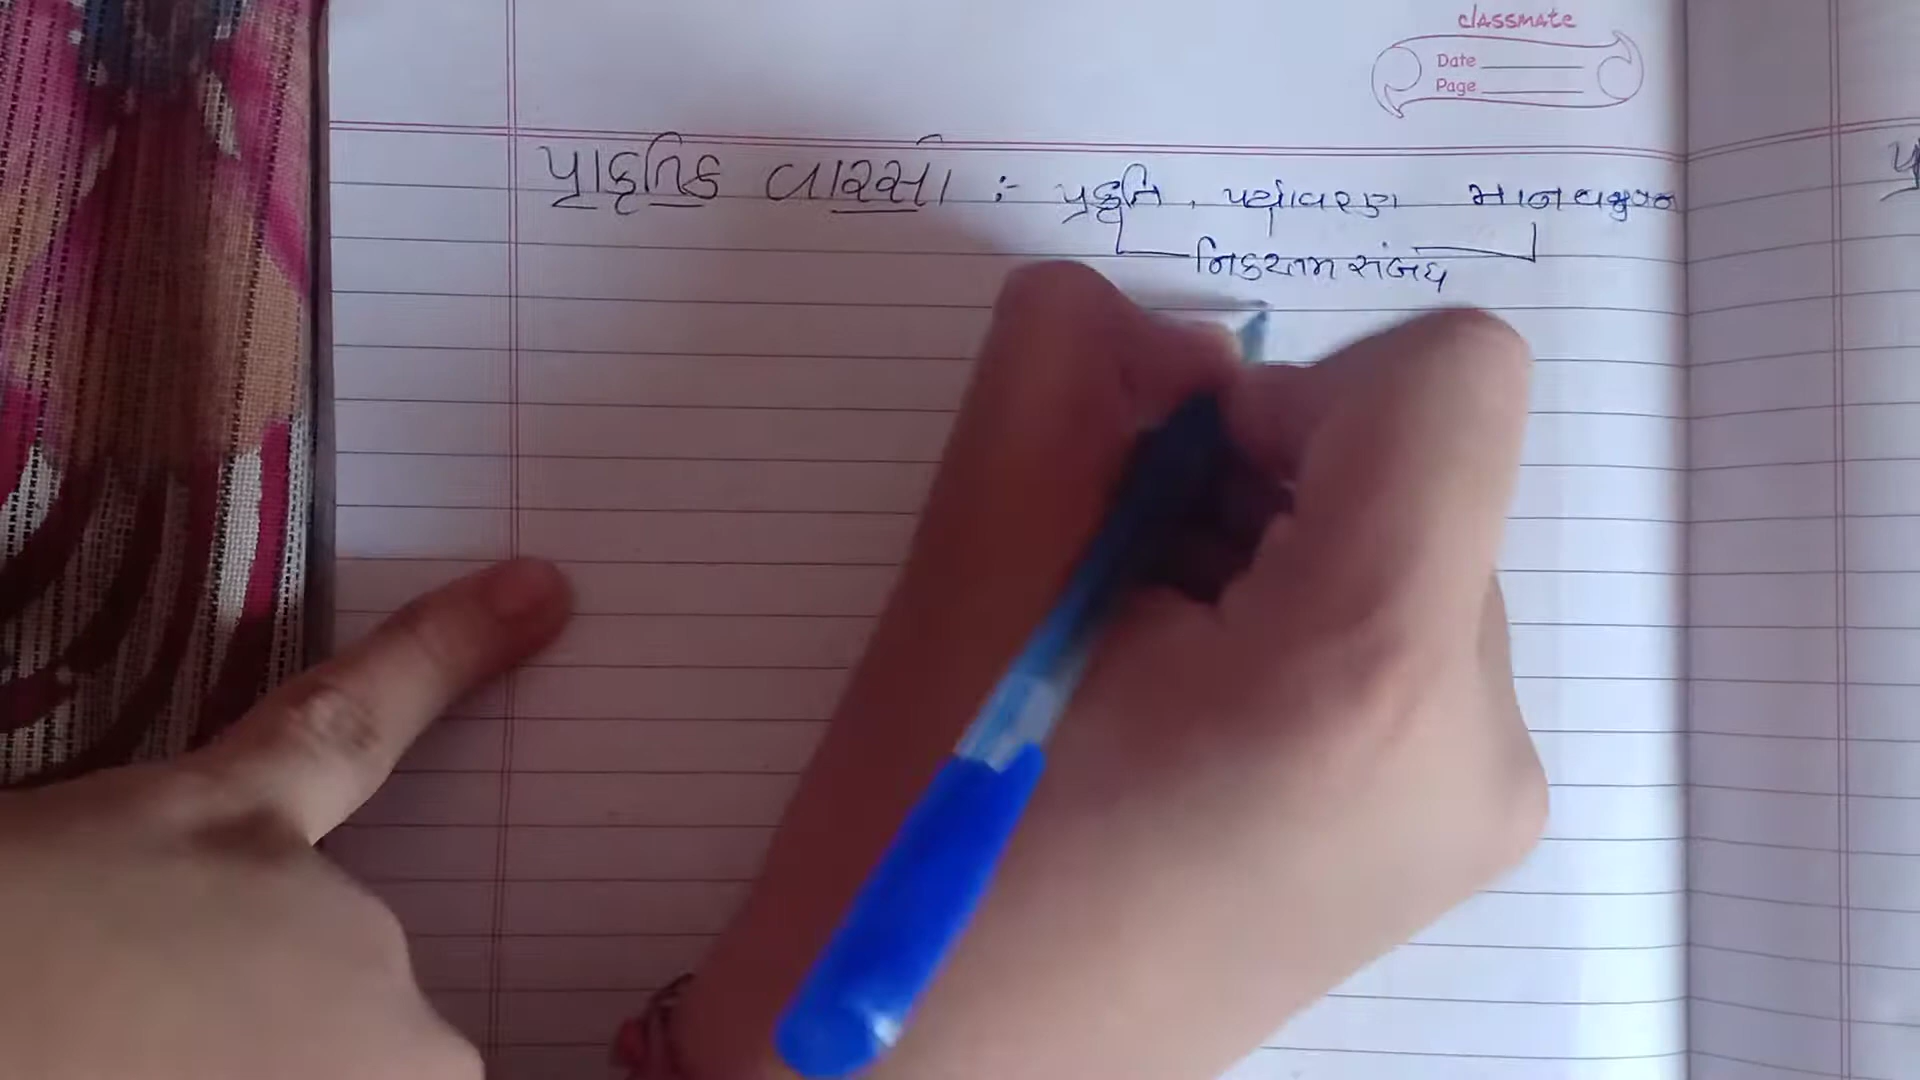 classmate
Date
Page
પ્રાકૃતિક વારસો :- પ્રકૃતિ, પર્યાવરણ માનવજીવન
નિકટતમ સંબંધ